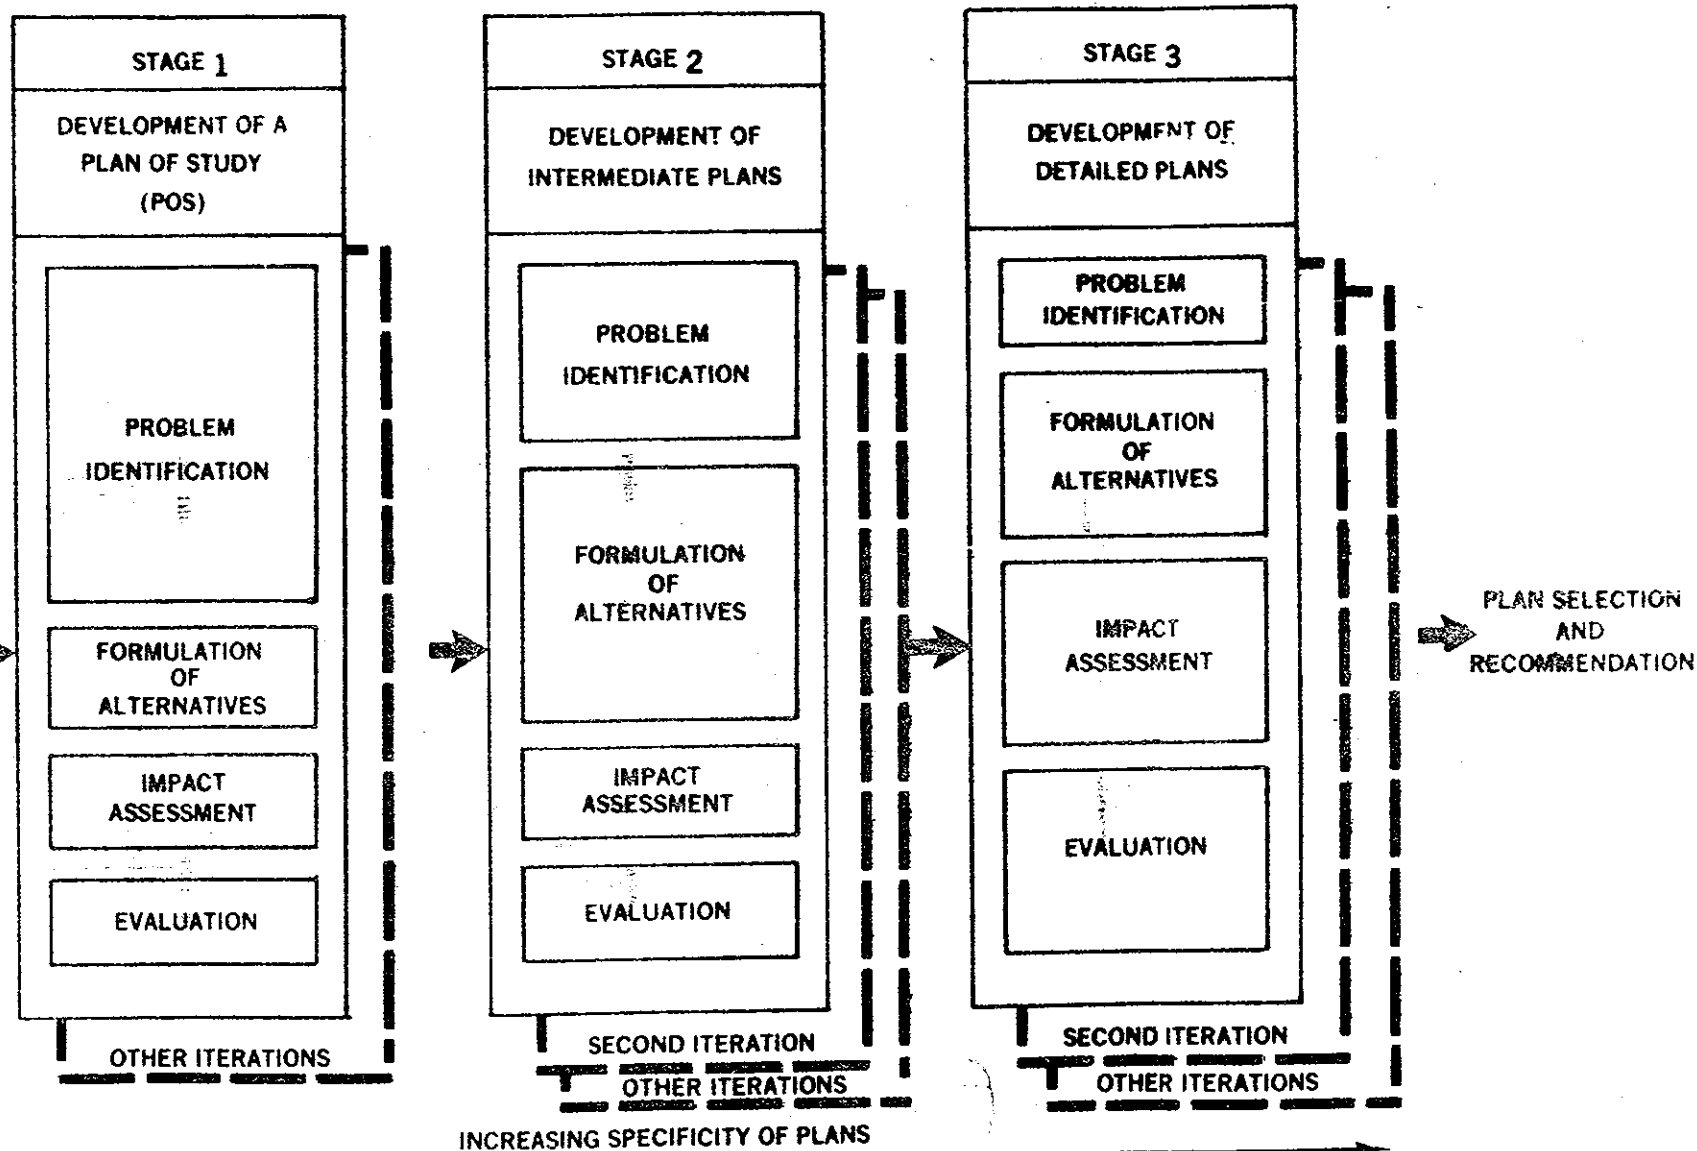 STAGE 1
DEVELOPMENT OF A
PLAN OF STUDY
(POS)
PROBLEM
IDENTIFICATION
FORMULATION
OF
ALTERNATIVES
IMPACT
ASSESSMENT
EVALUATION
OTHER ITERATIONS
STAGE 2
DEVELOPMENT OF
INTERMEDIATE PLANS
PROBLEM
IDENTIFICATION
FORMULATION
OF
ALTERNATIVES
IMPACT
ASSESSMENT
EVALUATION
SECOND ITERATION
OTHER ITERATIONS
STAGE 3
DEVELOPMENT OF
DETAILED PLANS
PROBLEM
IDENTIFICATION
FORMULATION
OF
ALTERNATIVES
IMPACT
ASSESSMENT
EVALUATION
SECOND ITERATION
OTHER ITERATIONS
PLAN SELECTION
AND
RECOMMENDATION
INCREASING SPECIFICITY OF PLANS